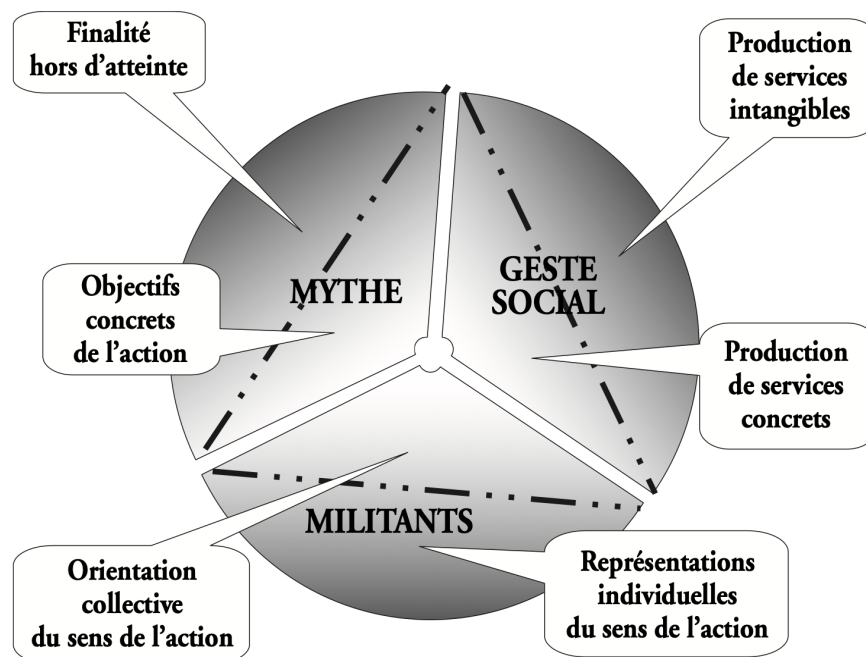 Finalité
hors d’atteinte
Production
de services
intangibles
MYTHE
GESTE
SOCIAL
Objectifs
concrets
de l’action
Production
de services
concrets
MILITANTS
Orientation
collective
du sens de l’action
Représentations
individuelles
du sens de l’action